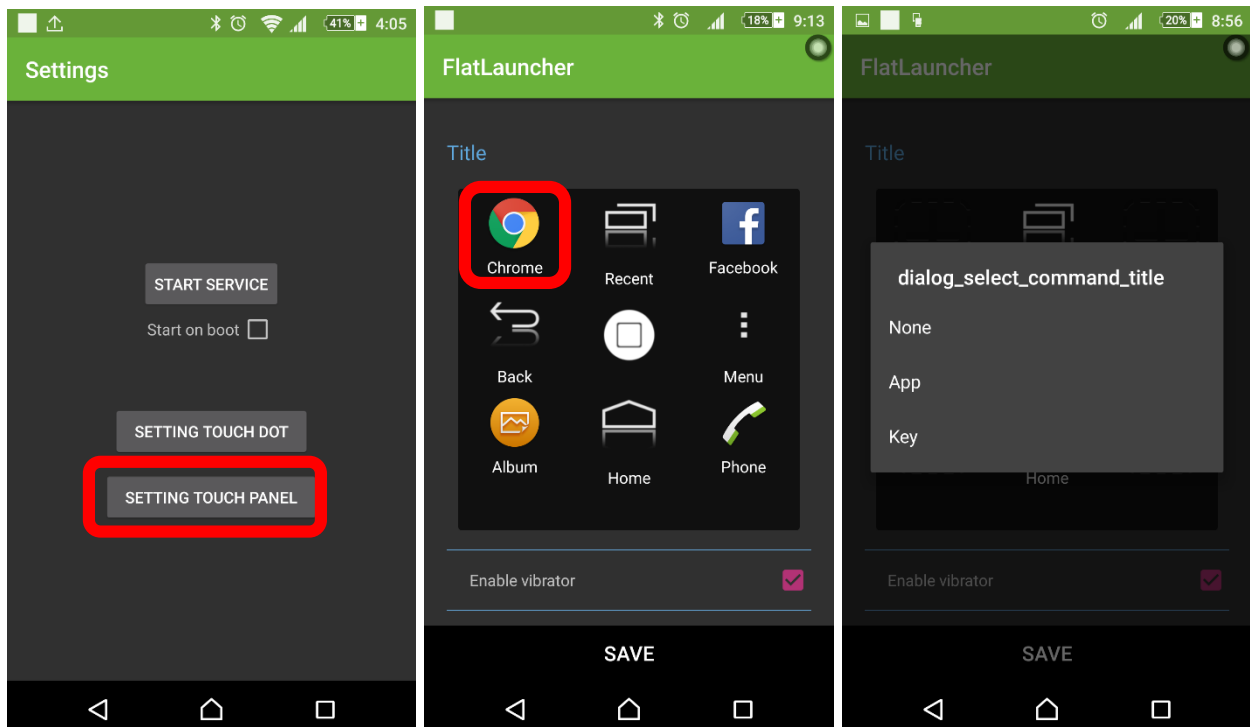 41% 4:05
Settings
START SERVICE
Start on boot
SETTING TOUCH DOT
SETTING TOUCH PANEL
18% 9:13
FlatLauncher
Title
Chrome
Recent
Facebook
Back
Menu
Album
Home
Phone
Enable vibrator
SAVE
20% 8:56
FlatLauncher
Title
dialog_select_command_title
None
App
Key
Home
Enable vibrator
SAVE